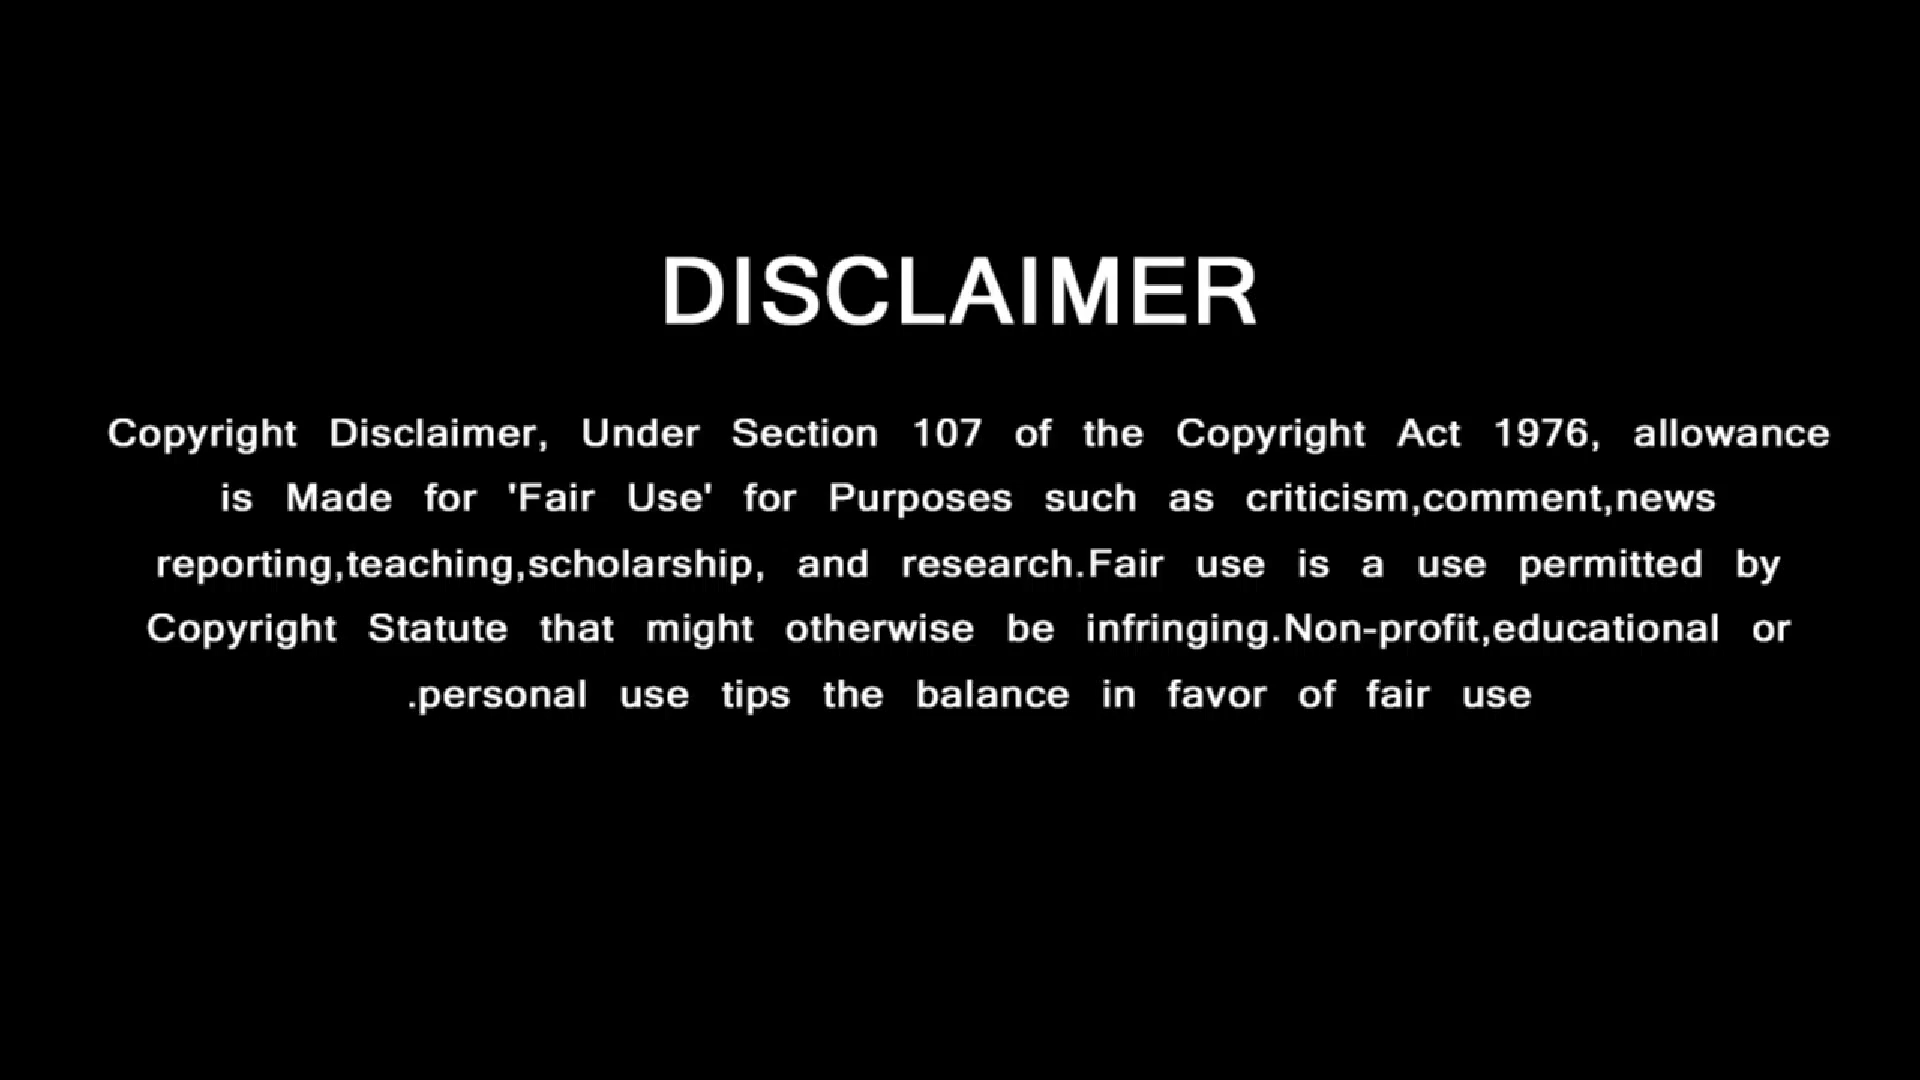 DISCLAIMER
Copyright Disclaimer, Under Section 107 of the Copyright Act 1976, allowance
is Made for 'Fair Use' for Purposes such as criticism,comment,news
reporting,teaching,scholarship, and research.Fair use is a use permitted by
Copyright Statute that might otherwise be infringing.Non-profit,educational or
.personal use tips the balance in favor of fair use